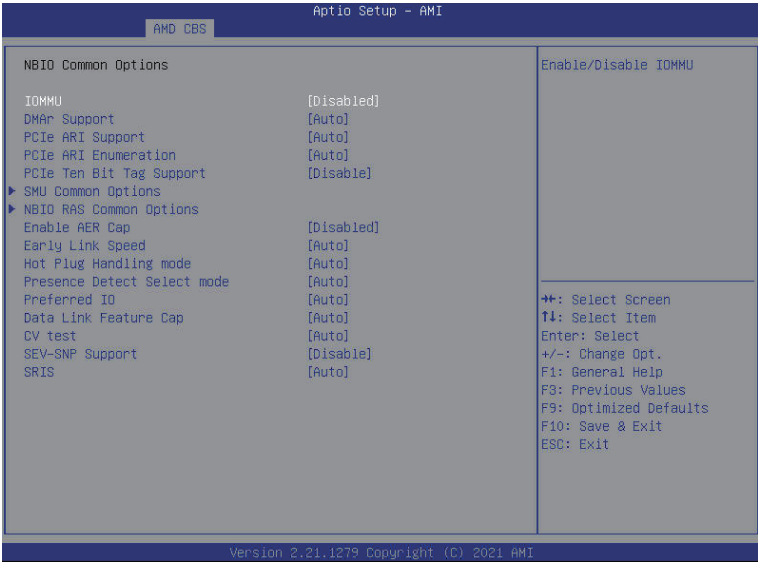 Aptio Setup – AMI
AMD CBS
NBIO Common Options
IOMMU [Disabled]
DMAr Support [Auto]
PCIe ARI Support [Auto]
PCIe ARI Enumeration [Auto]
PCIe Ten Bit Tag Support [Disable]
SMU Common Options
NBIO RAS Common Options
Enable AER Cap [Disabled]
Early Link Speed [Auto]
Hot Plug Handling mode [Auto]
Presence Detect Select mode [Auto]
Preferred IO [Auto]
Data Link Feature Cap [Auto]
CV test [Auto]
SEV-SNP Support [Disable]
SRIS [Auto]
Enable/Disable IOMMU
→←: Select Screen
↑↓: Select Item
Enter: Select
+/-: Change Opt.
F1: General Help
F3: Previous Values
F9: Optimized Defaults
F10: Save & Exit
ESC: Exit
Version 2.21.1279 Copyright (C) 2021 AMI